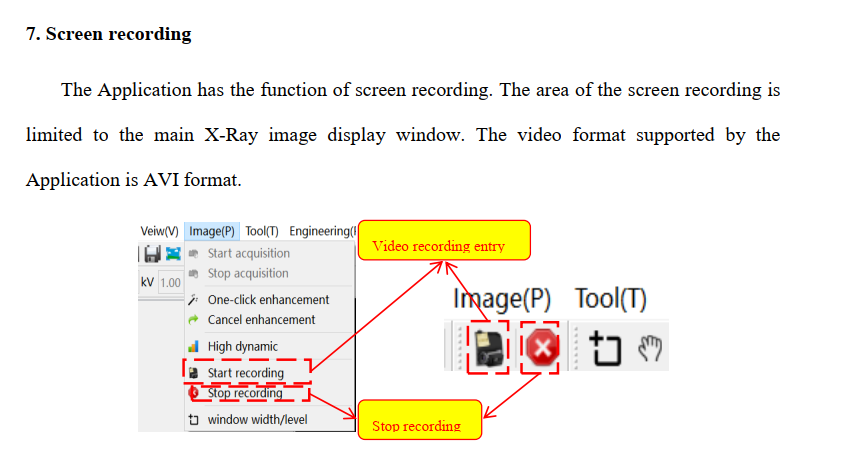 7. Screen recording
The Application has the function of screen recording. The area of the screen recording is
limited to the main X-Ray image display window. The video format supported by the
Application is AVI format.
Veiw(V) Image(P) Tool(T) Engineering(
Start acquisition
Stop acquisition
kV 1.00
One-click enhancement
Cancel enhancement
High dynamic
Start recording
Stop recording
window width/level
Video recording entry
Image(P) Tool(T)
Stop recording